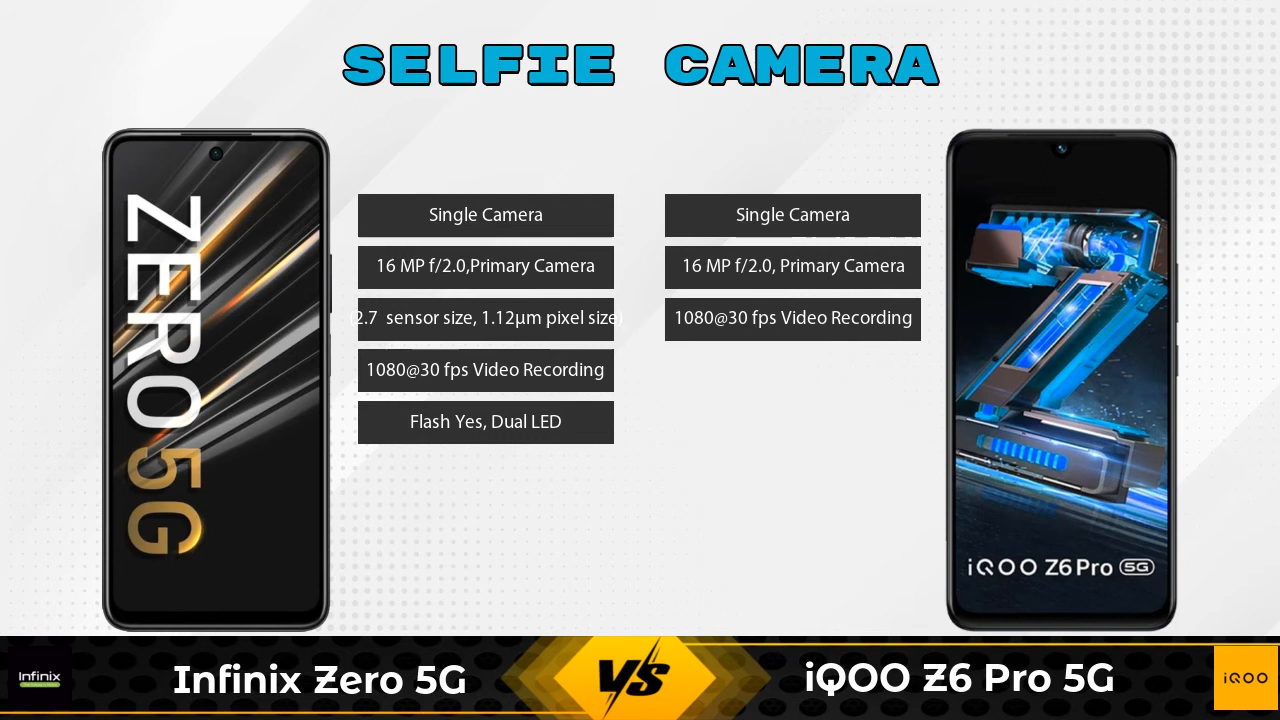 SELFIE CAMERA
ZERO 5G
Single Camera
16 MP f/2.0,Primary Camera
(2.7 sensor size, 1.12µm pixel size)
1080@30 fps Video Recording
Flash Yes, Dual LED
Single Camera
16 MP f/2.0, Primary Camera
1080@30 fps Video Recording
iQOO Z6 Pro 5G
Infinix
Infinix Zero 5G
VS
iQOO Z6 Pro 5G
iQOO